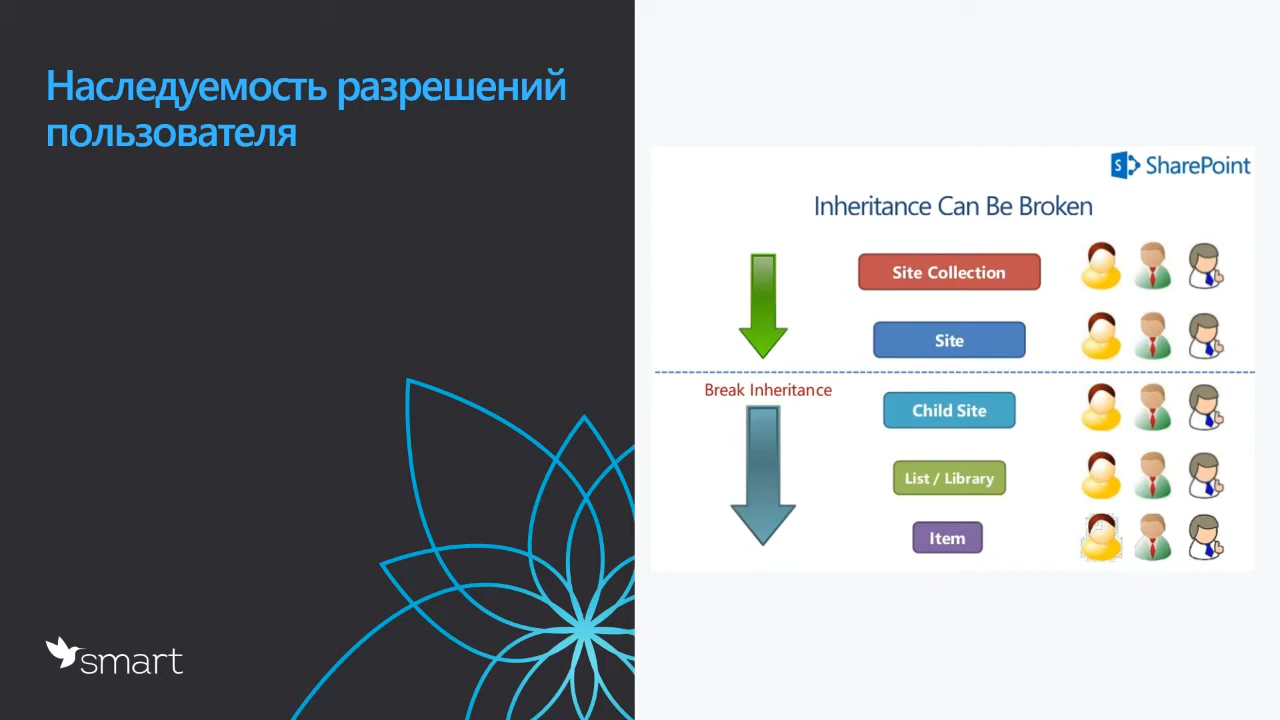 Наследуемость разрешений
пользователя
smart
S SharePoint
Inheritance Can Be Broken
Site Collection
Site
Break Inheritance
Child Site
List / Library
Item